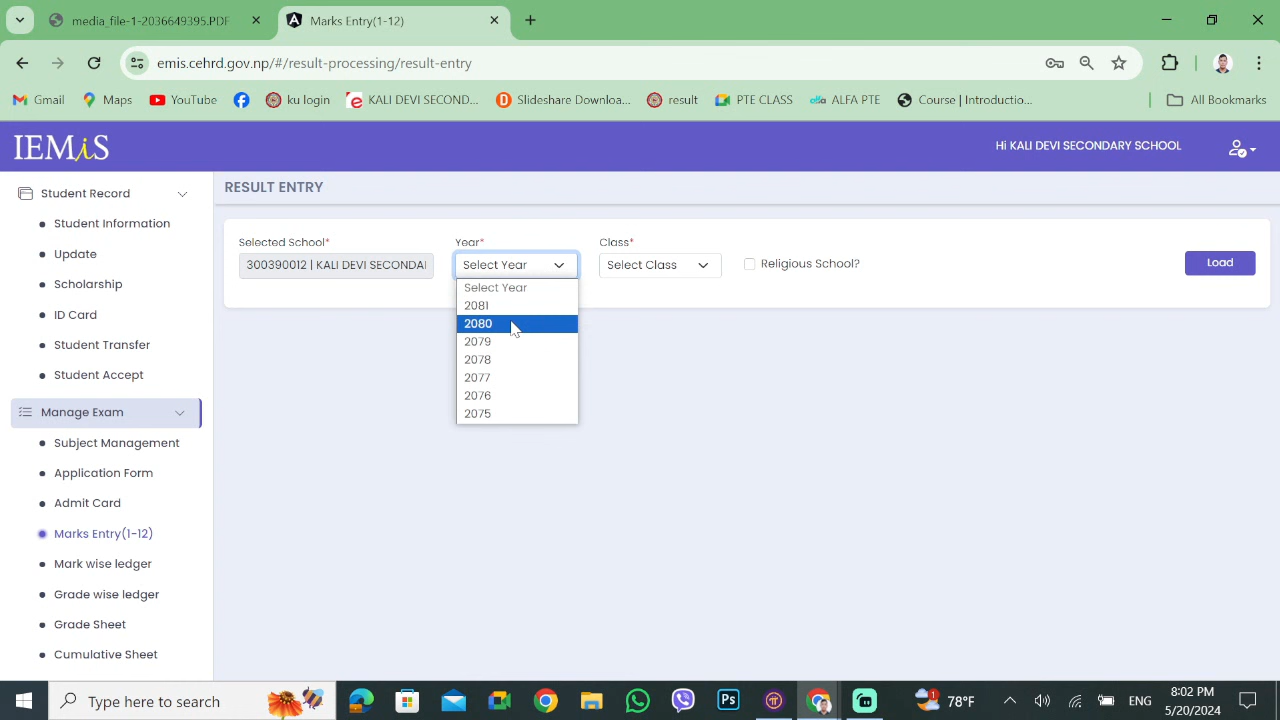 media_file-1-2036649395.PDF
Marks Entry(1-12)
emis.cehrd.gov.np/#/result-processing/result-entry
Gmail
Maps
YouTube
ku login
KALI DEVI SECOND...
Slideshare Downloa...
result
PTE CLASS
ALFA PTE
Course | Introductio...
All Bookmarks
IEMiS
Hi KALI DEVI SECONDARY SCHOOL
Student Record
Student Information
Update
Scholarship
ID Card
Student Transfer
Student Accept
Manage Exam
Subject Management
Application Form
Admit Card
Marks Entry(1-12)
Mark wise ledger
Grade wise ledger
Grade Sheet
Cumulative Sheet
RESULT ENTRY
Selected School*
Year*
Class*
300390012 | KALI DEVI SECONDAI
Select Year
Select Class
Religious School?
Load
Select Year
2081
2080
2079
2078
2077
2076
2075
Type here to search
Ps
1
78°F
ENG
8:02 PM
5/20/2024